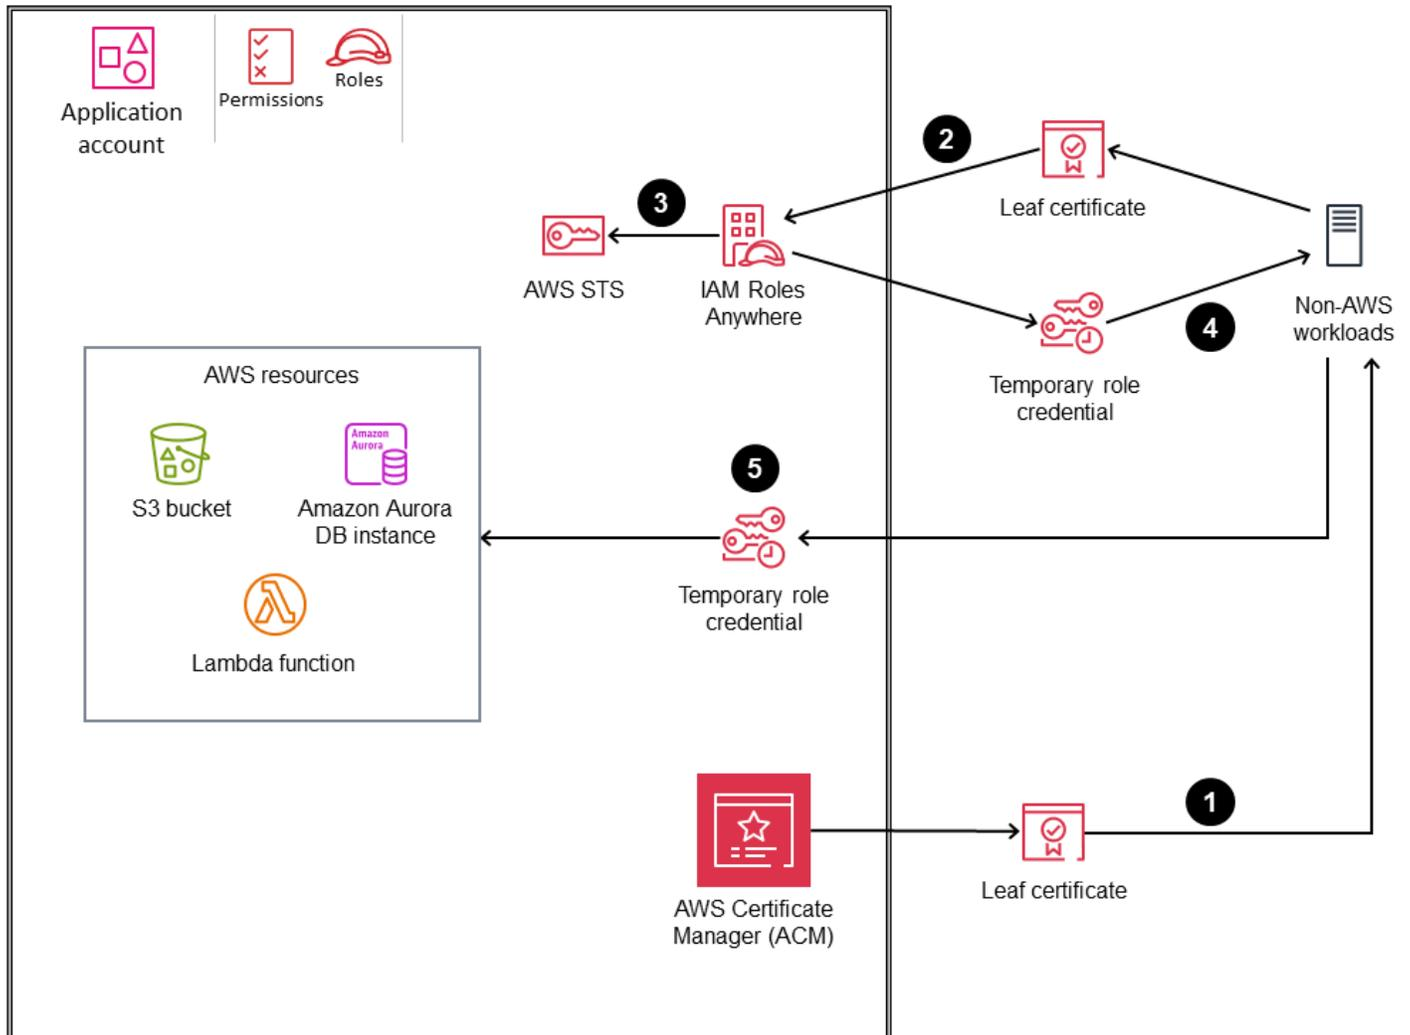 Application
account
Permissions
Roles
2
Leaf certificate
3
AWS STS
IAM Roles
Anywhere
Non-AWS
workloads
4
Temporary role
credential
AWS resources
Amazon
Aurora
S3 bucket
Amazon Aurora
DB instance
Lambda function
5
Temporary role
credential
1
Leaf certificate
AWS Certificate
Manager (ACM)